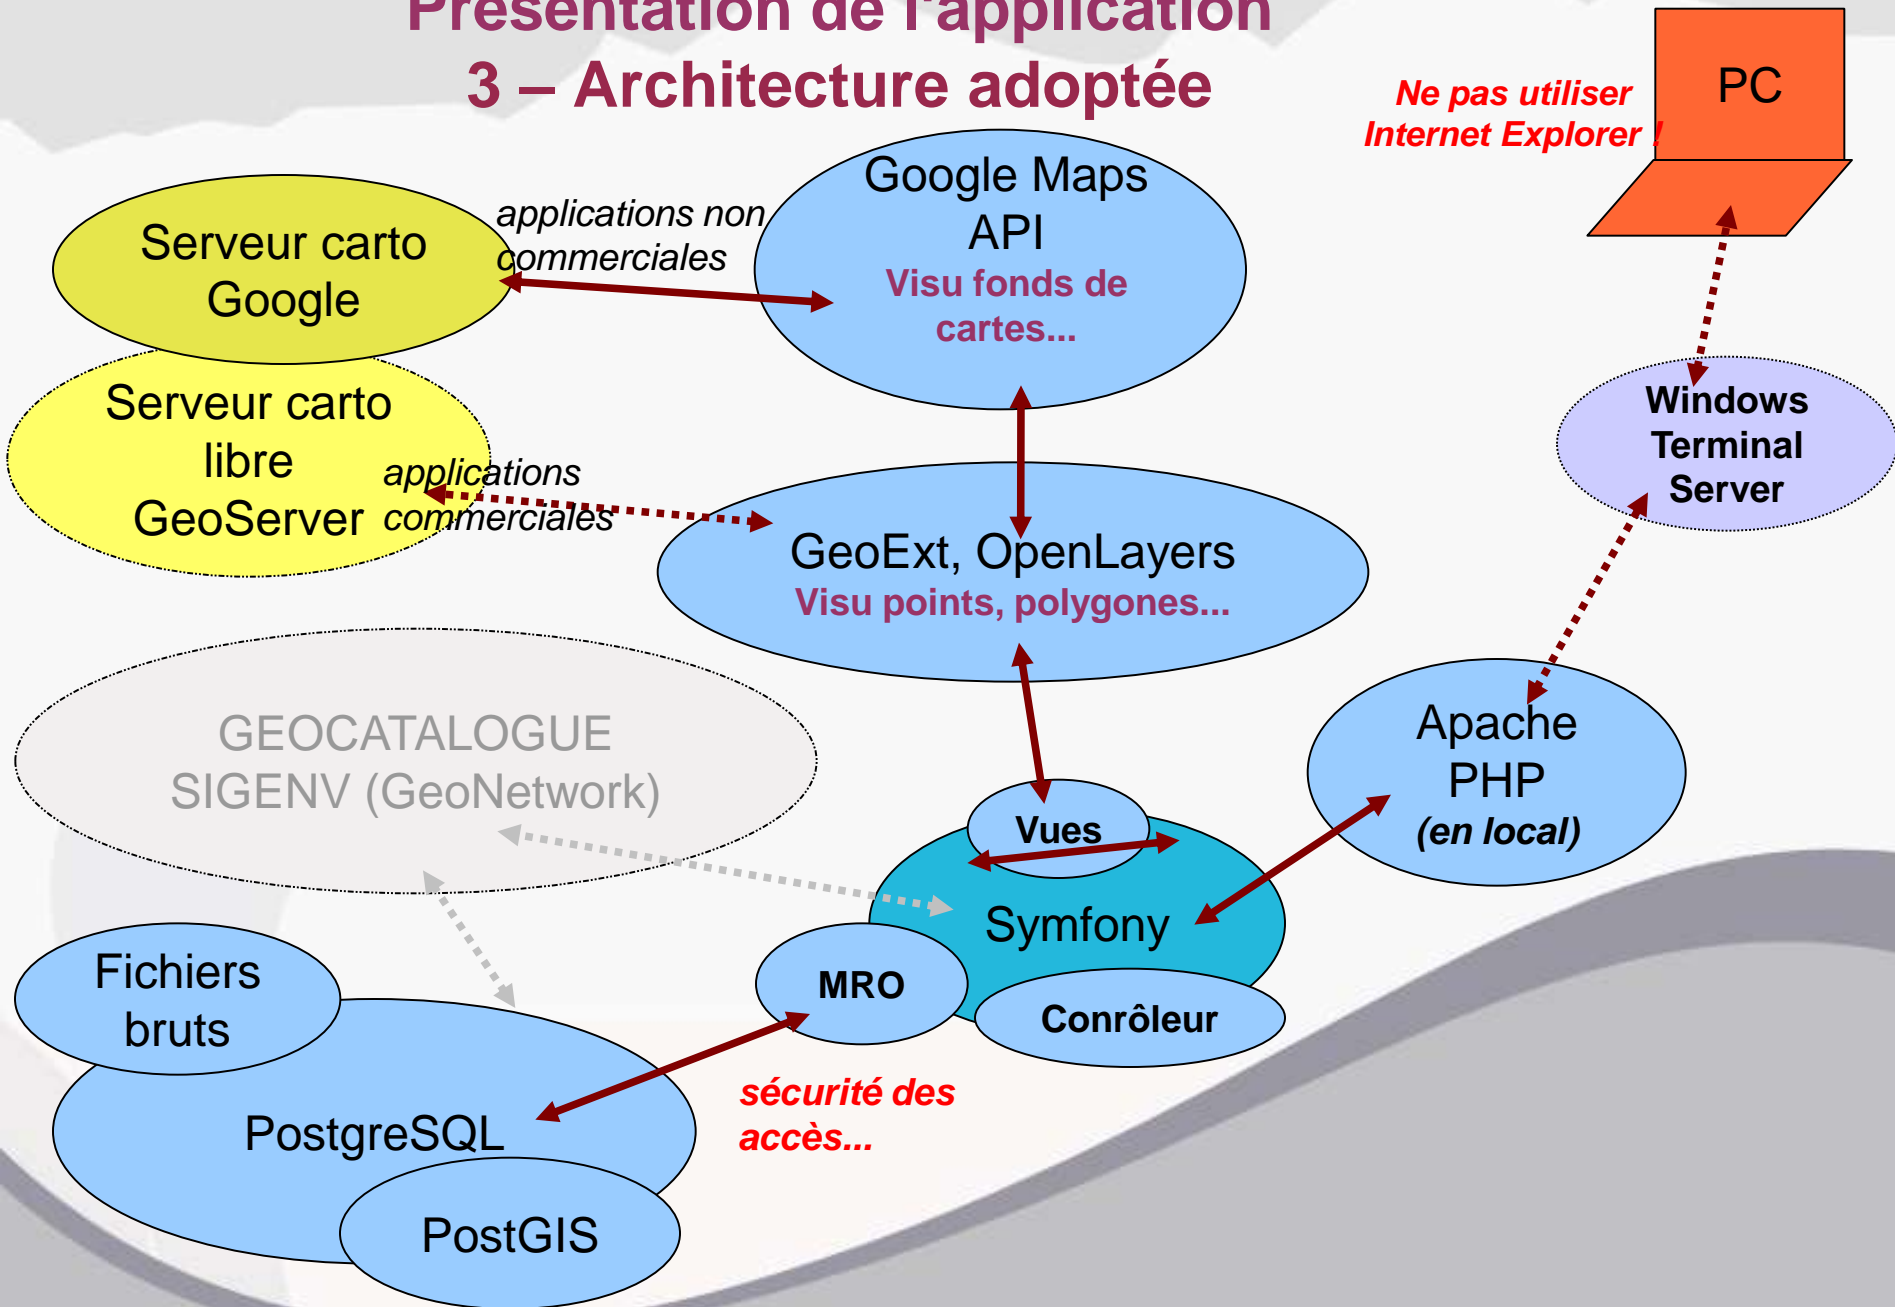 Présentation de l'application
3 – Architecture adoptée
Ne pas utiliser
Internet Explorer !
PC
Google Maps
API
Visu fonds de
cartes...
applications non
commerciales
Serveur carto
Google
Serveur carto
libre
GeoServer
applications
commerciales
Windows
Terminal
Server
GeoExt, OpenLayers
Visu points, polygones...
GEOCATALOGUE
SIGENV (GeoNetwork)
Apache
PHP
(en local)
Vues
Symfony
MRO
Conrôleur
Fichiers
bruts
PostgreSQL
PostGIS
sécurité des
accès...